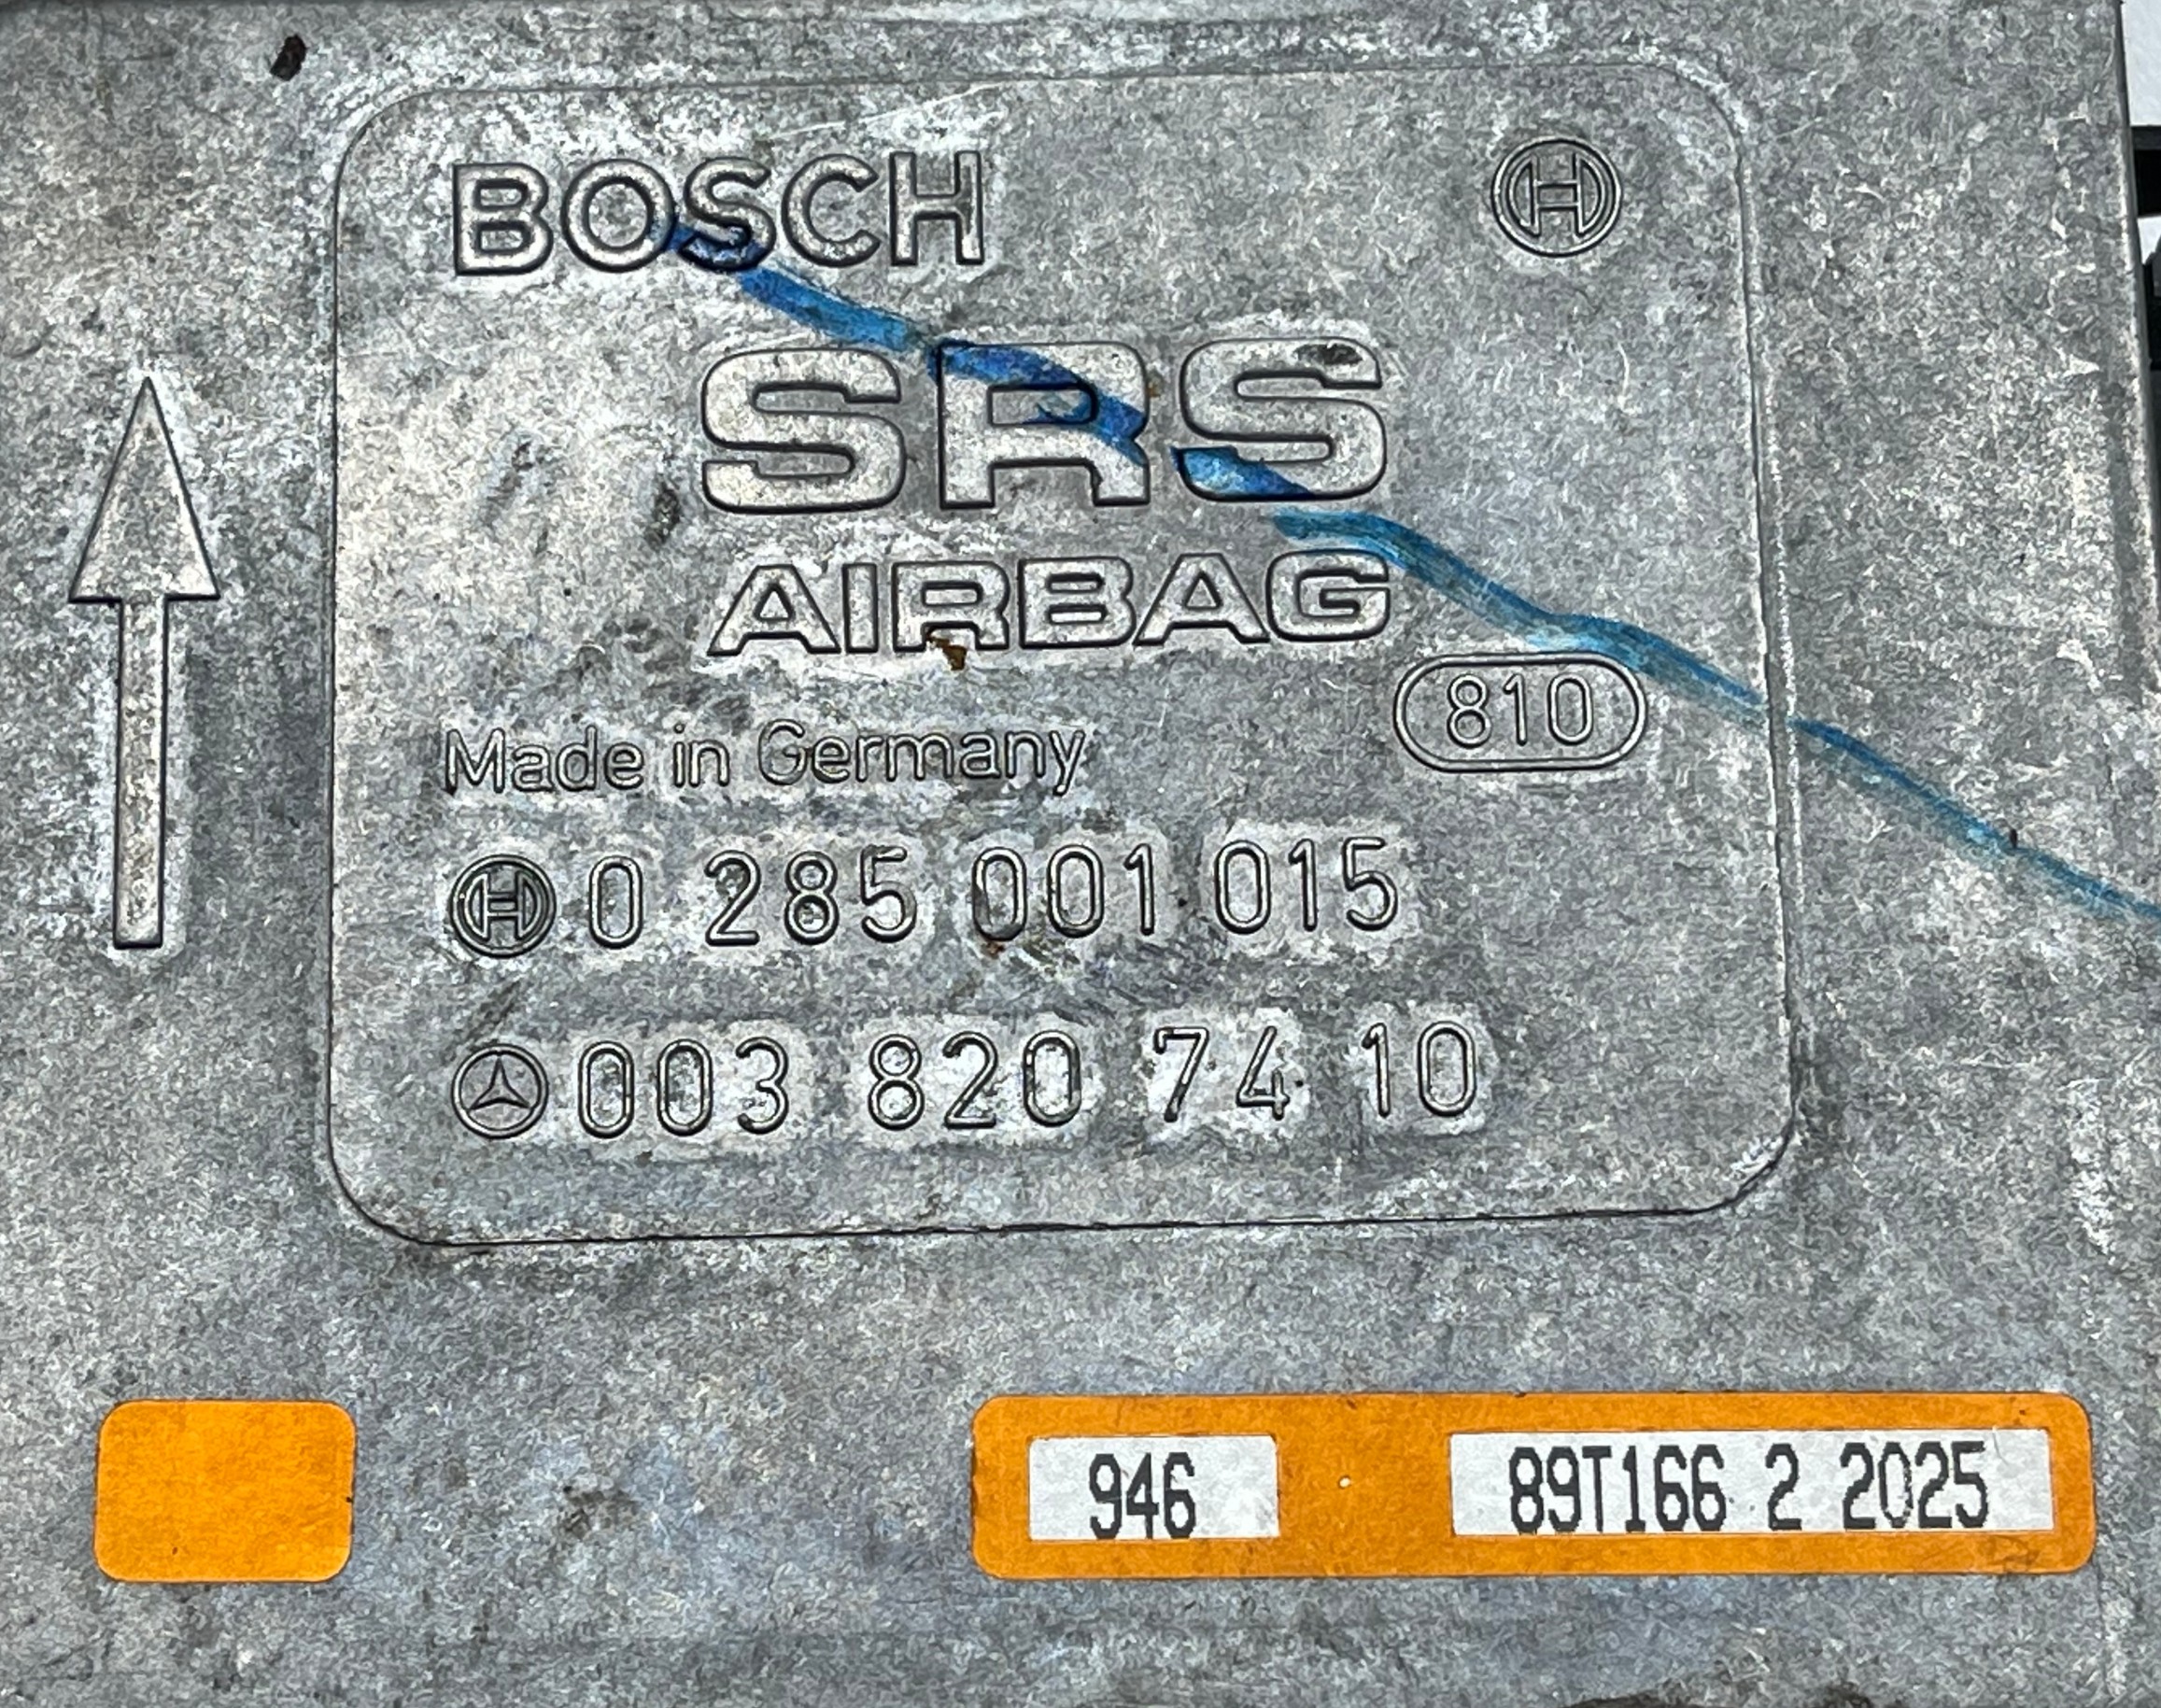 BOSCH
SRS
AIRBAG
810
Made in Germany
0 285 001 015
003 820 74 10
946 89T166 2 2025